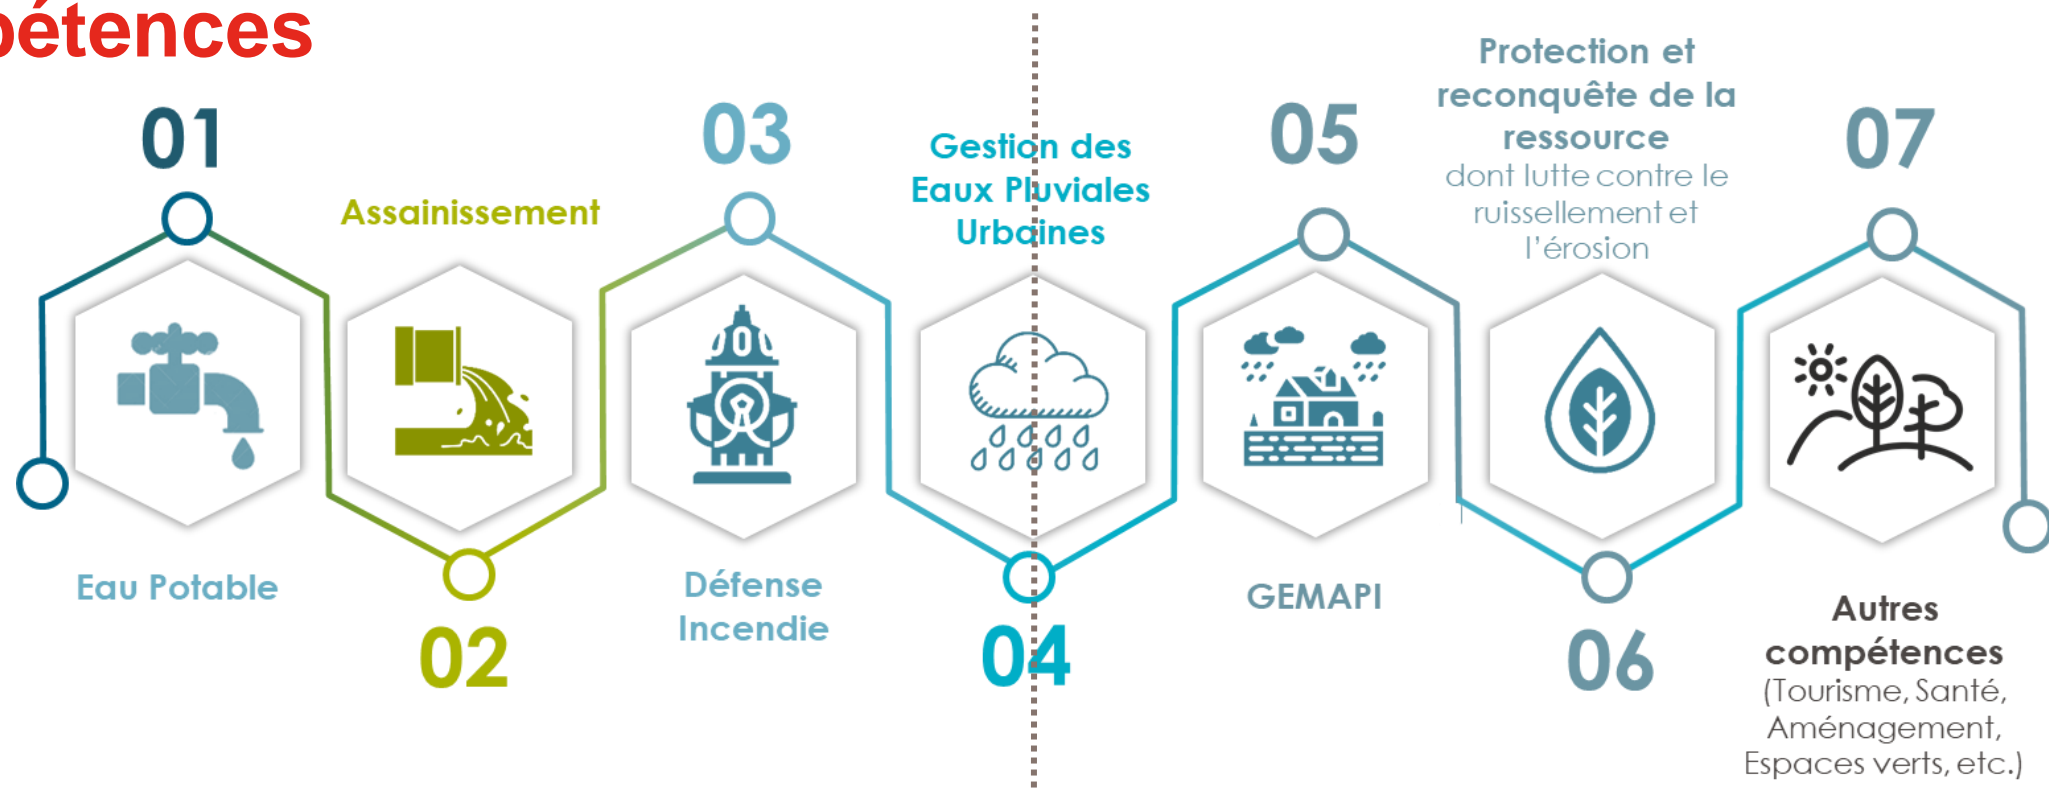 pétences
01
Eau Potable
Assainissement
02
03
Défense
Incendie
Gestion des
Eaux Pluviales
Urbaines
04
05
GEMAPI
Protection et
reconquête de la
ressource
dont lutte contre le
ruissellement et
l'érosion
06
07
Autres
compétences
(Tourisme, Santé,
Aménagement,
Espaces verts, etc.)